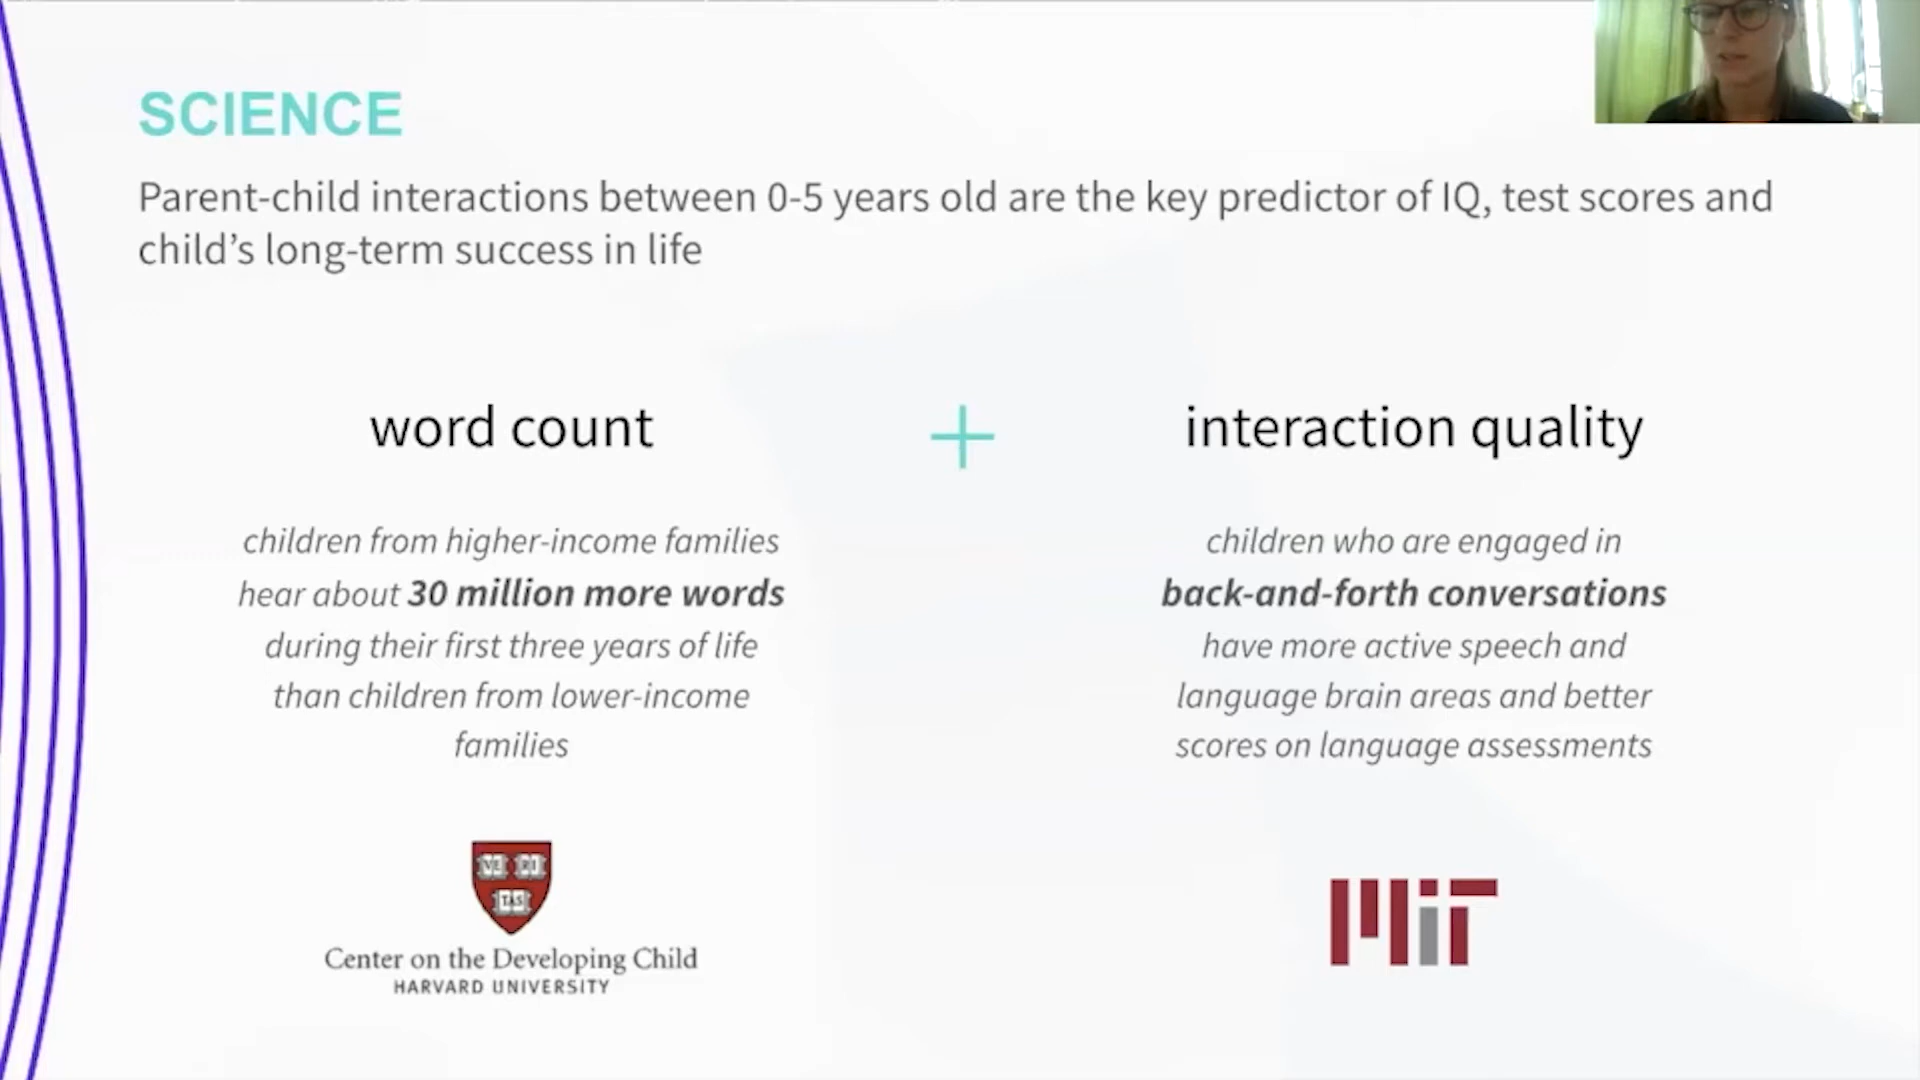 SCIENCE
Parent-child interactions between 0-5 years old are the key predictor of IQ, test scores and
child's long-term success in life
word count
+
interaction quality
children from higher-income families
hear about 30 million more words
during their first three years of life
than children from lower-income
families
children who are engaged in
back-and-forth conversations
have more active speech and
language brain areas and better
scores on language assessments
VE RI
TAS
Center on the Developing Child
HARVARD UNIVERSITY
MIT